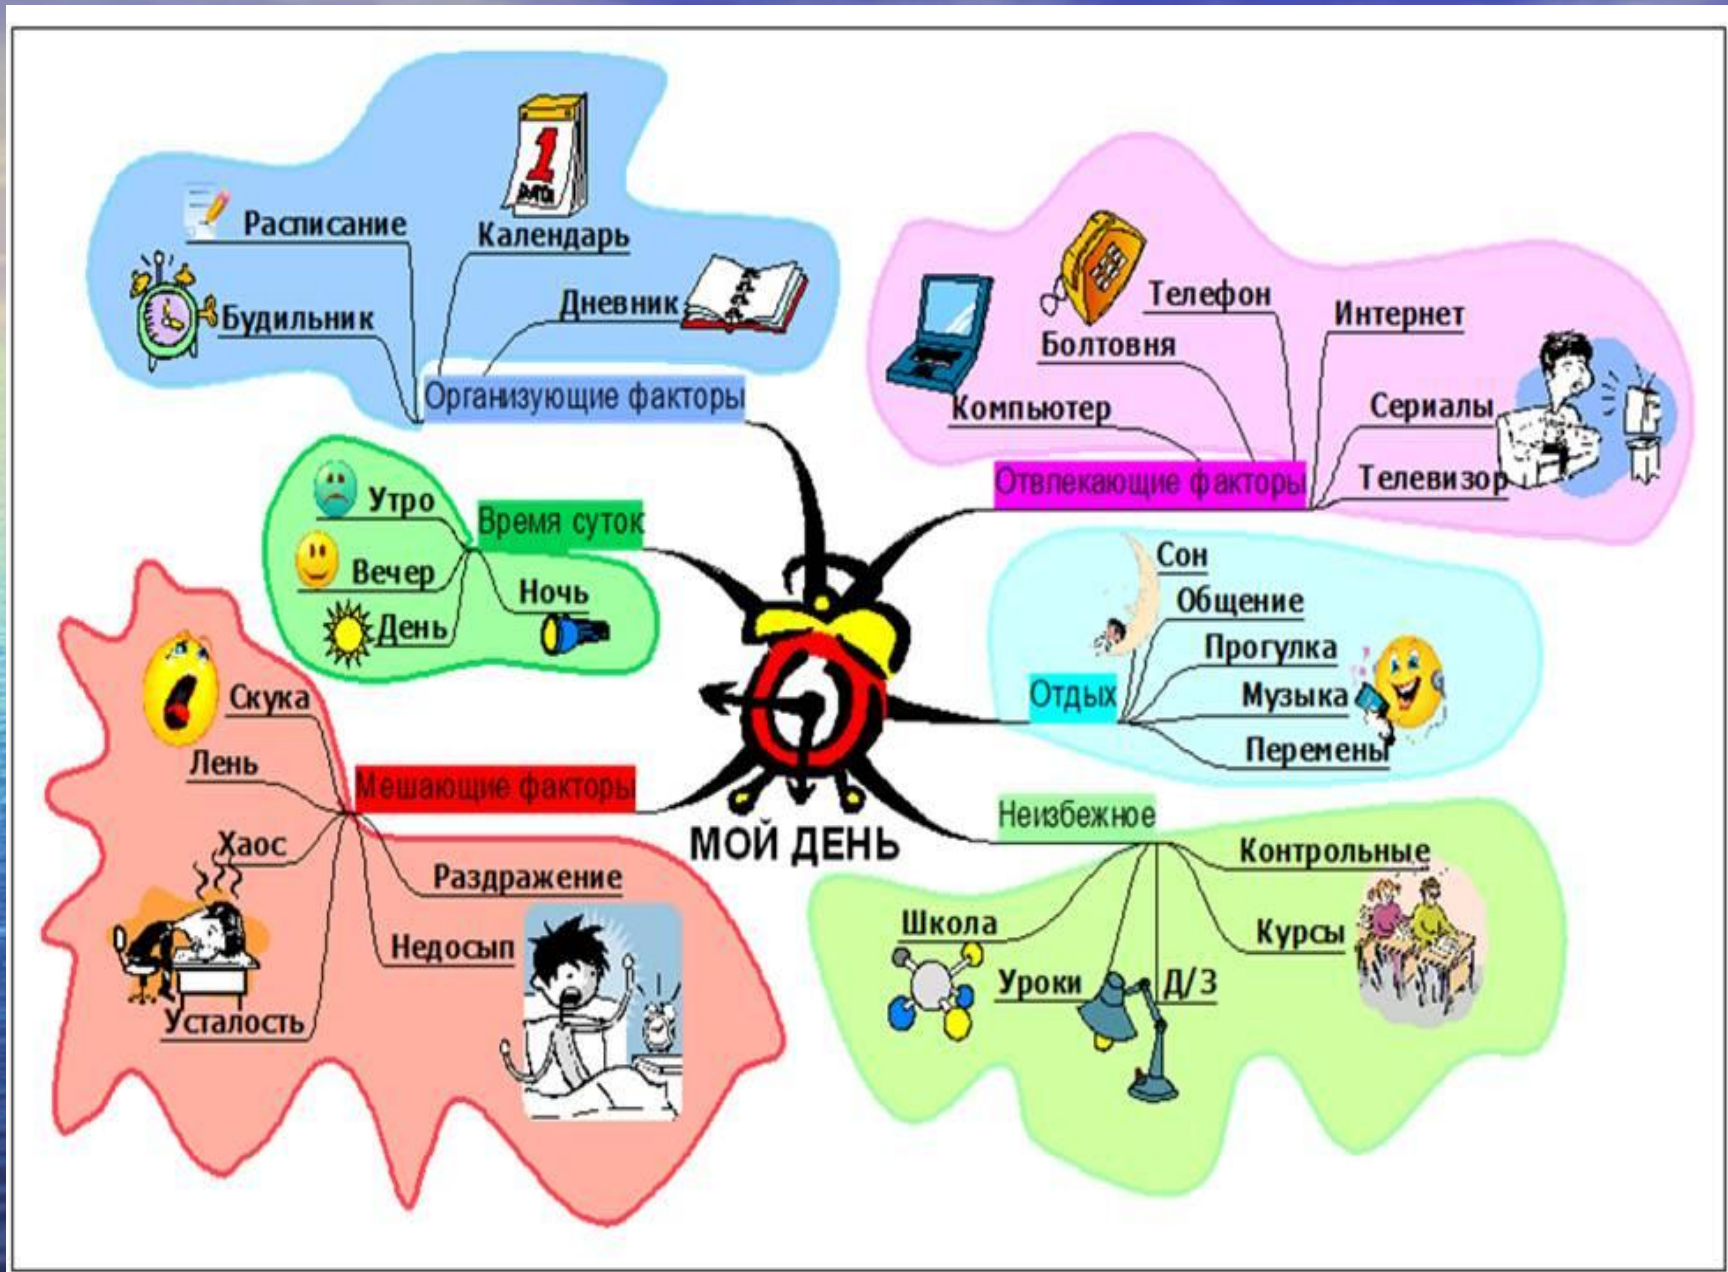 Расписание
Календарь
Будильник
Дневник
Организующие факторы
Телефон
Интернет
Болтовня
Компьютер
Сериалы
Телевизор
Отвлекающие факторы
Утро
Время суток
Вечер
Ночь
День
Сон
Общение
Прогулка
Отдых
Музыка
Перемены
Скука
Лень
Мешающие факторы
Хаос
Раздражение
Недосып
Усталость
МОЙ ДЕНЬ
Неизбежное
Контрольные
Школа
Курсы
Уроки
Д/З
1